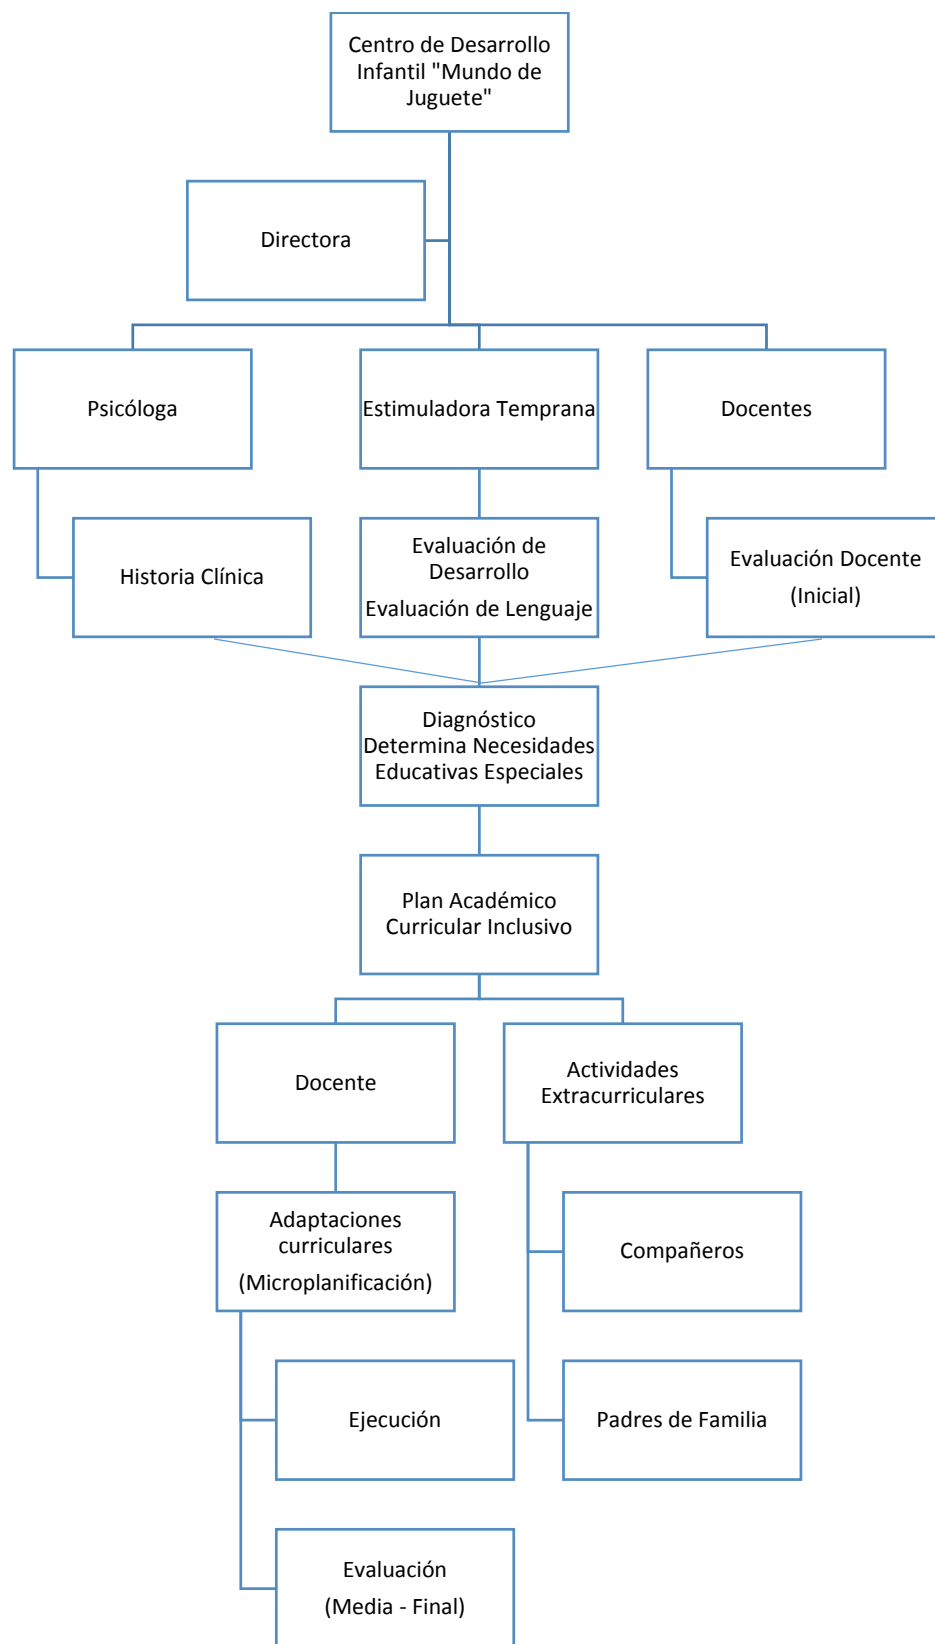 Centro de Desarrollo
Infantil "Mundo de
Juguete"
Directora
Psicóloga
Estimuladora Temprana
Docentes
Historia Clínica
Evaluación de
Desarrollo
Evaluación de Lenguaje
Evaluación Docente
(Inicial)
Diagnóstico
Determina Necesidades
Educativas Especiales
Plan Académico
Curricular Inclusivo
Docente
Actividades
Extracurriculares
Adaptaciones
curriculares
(Microplanificación)
Compañeros
Ejecución
Padres de Familia
Evaluación
(Media - Final)